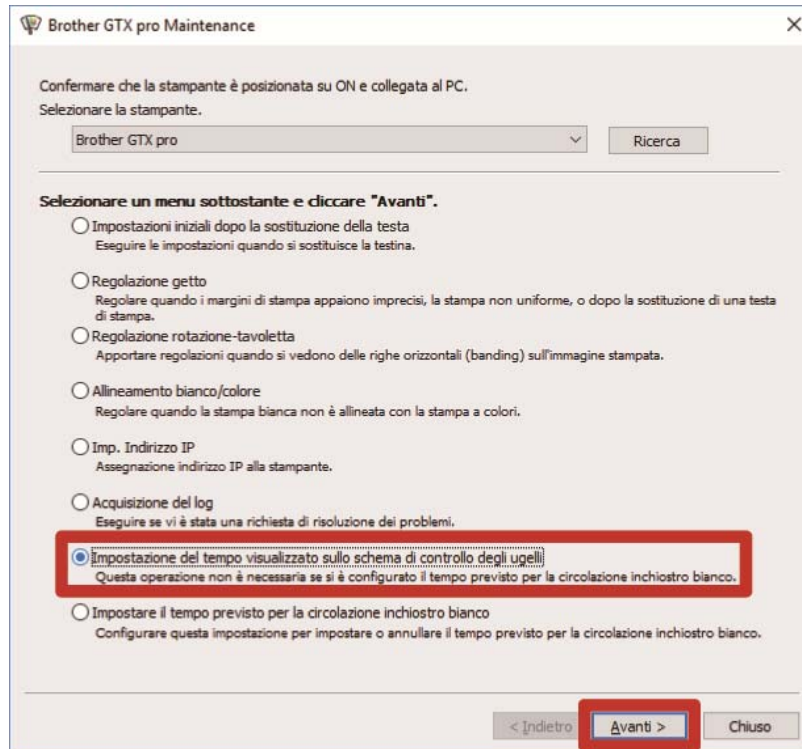 Brother GTX pro Maintenance
Confermare che la stampante è posizionata su ON e collegata al PC.
Selezionare la stampante.
Brother GTX pro
Ricerca
Selezionare un menu sottostante e cliccare "Avanti".
Impostazioni iniziali dopo la sostituzione della testa
Eseguire le impostazioni quando si sostituisce la testina.
Regolazione getto
Regolare quando i margini di stampa appaiono imprecisi, la stampa non uniforme, o dopo la sostituzione di una testa
di stampa.
Regolazione rotazione-tavoletta
Apportare regolazioni quando si vedono delle righe orizzontali (banding) sull'immagine stampata.
Allineamento bianco/colore
Regolare quando la stampa bianca non è allineata con la stampa a colori.
Imp. Indirizzo IP
Assegnazione indirizzo IP alla stampante.
Acquisizione del log
Eseguire se vi è stata una richiesta di risoluzione dei problemi.
Impostazione del tempo visualizzato sullo schema di controllo degli ugelli
Questa operazione non è necessaria se si è configurato il tempo previsto per la circolazione inchiostro bianco.
Impostare il tempo previsto per la circolazione inchiostro bianco
Configurare questa impostazione per impostare o annullare il tempo previsto per la circolazione inchiostro bianco.
< Indietro
Avanti >
Chiuso